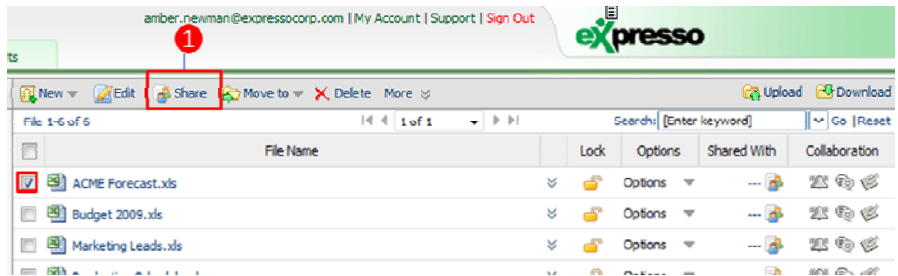 amber.newman@expressocorp.com | My Account | Support | Sign Out
1
eXpresso
ts
New Edit Share Move to Delete More Upload Download
File 1-6 of 6 1 of 1 Search: [Enter keyword] Go | Reset
File Name Lock Options Shared With Collaboration
ACME Forecast.xls Options ---
Budget 2009.xls Options ---
Marketing Leads.xls Options ---